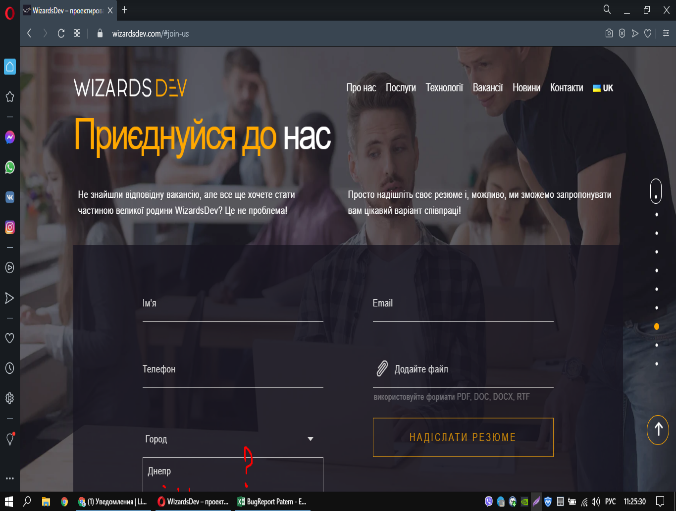 WizardsDev – проектиров
wizardsdev.com/#join-us
WIZARDS DEV
Про нас Послуги Технології Вакансії Новини Контакти UK
Приєднуйся до нас
Не знайшли відповідну вакансію, але все ще хочете стати
частиною великої родини WizardsDev? Це не проблема!
Просто надішліть своє резюме і, можливо, ми зможемо запропонувати
вам цікавий варіант співпраці!
Ім'я
Email
Телефон
Додайте файл
використовуйте формати PDF, DOC, DOCX, RTF
Город
НАДІСЛАТИ РЕЗЮМЕ
Днепр
?
(1) Уведомления | Li...
WizardsDev – проект...
BugReport Patern - E...
РУС
11:25:30